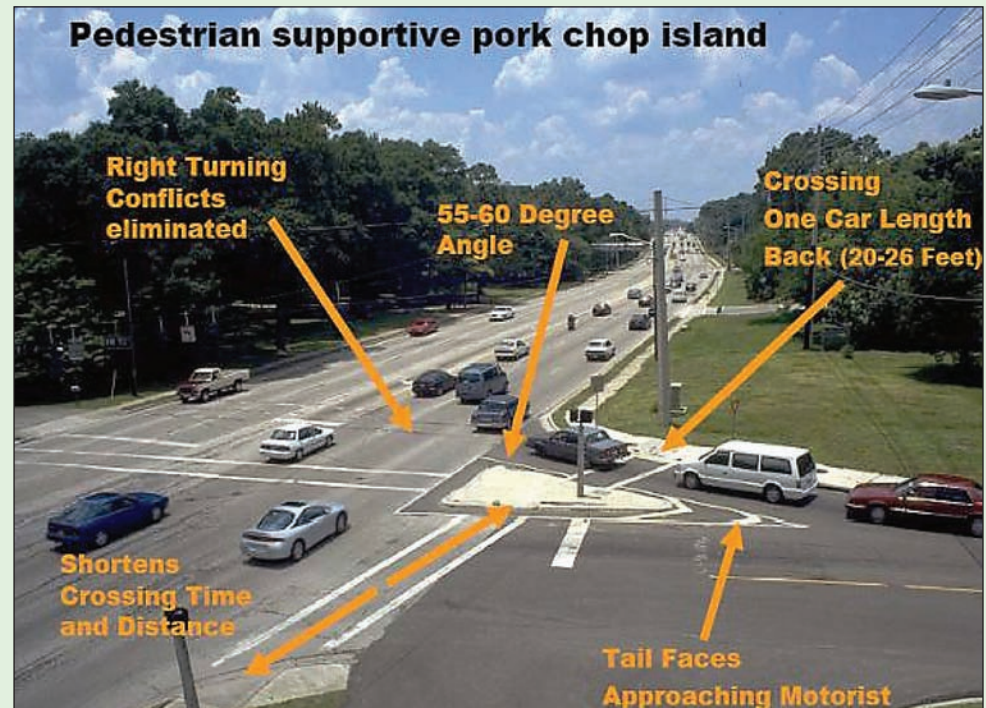 Pedestrian supportive pork chop island
Right Turning
Conflicts
eliminated
55-60 Degree
Angle
Crossing
One Car Length
Back (20-26 Feet)
Shortens
Crossing Time
and Distance
Tail Faces
Approaching Motorist